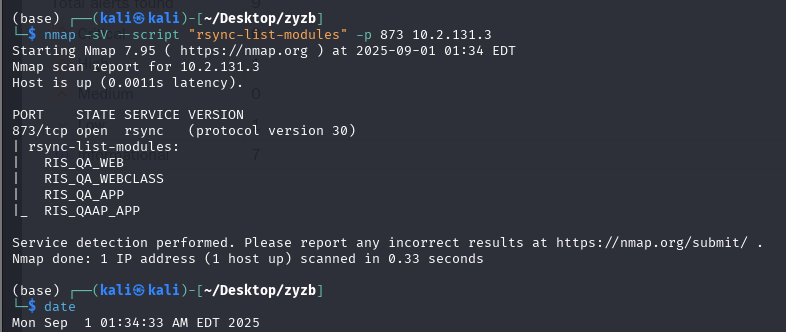 (base) ┌──(kali㉿kali)-[~/Desktop/zyzb]
└─$ nmap -sV --script "rsync-list-modules" -p 873 10.2.131.3
Starting Nmap 7.95 ( https://nmap.org ) at 2025-09-01 01:34 EDT
Nmap scan report for 10.2.131.3
Host is up (0.0011s latency).

PORT    STATE SERVICE VERSION
873/tcp open  rsync   (protocol version 30)
| rsync-list-modules:
|   RIS_QA_WEB
|   RIS_QA_WEBCLASS
|   RIS_QA_APP
|_  RIS_QAAP_APP

Service detection performed. Please report any incorrect results at https://nmap.org/submit/ .
Nmap done: 1 IP address (1 host up) scanned in 0.33 seconds

(base) ┌──(kali㉿kali)-[~/Desktop/zyzb]
└─$ date
Mon Sep  1 01:34:33 AM EDT 2025